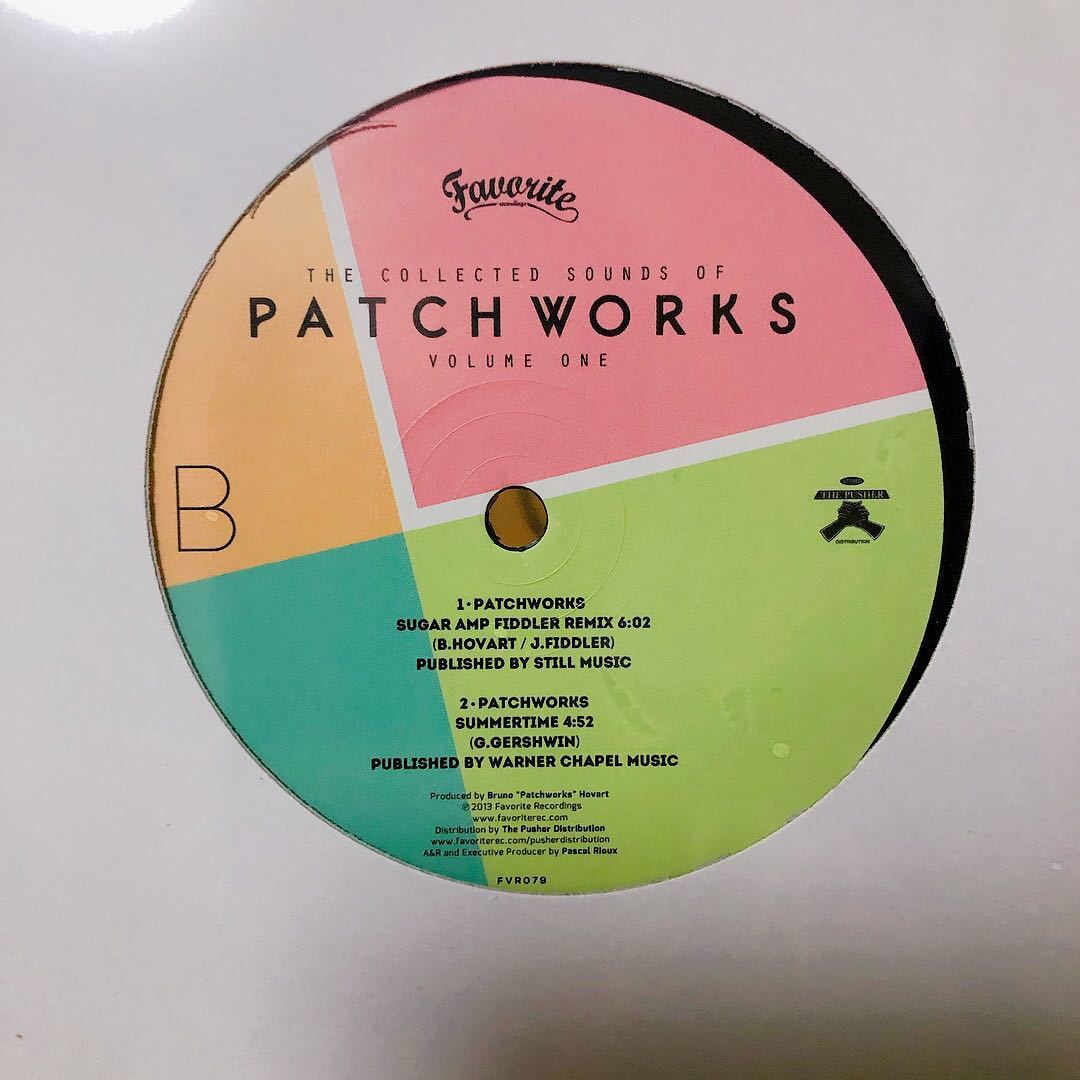 Favorite
recordings
THE COLLECTED SOUNDS OF
PATCHWORKS
VOLUME ONE
B
STEREO
THE PUSHER
DISTRIBUTION
1•PATCHWORKS
SUGAR AMP FIDDLER REMIX 6:02
(B.HOVART / J.FIDDLER)
PUBLISHED BY STILL MUSIC
2•PATCHWORKS
SUMMERTIME 4:52
(G.GERSHWIN)
PUBLISHED BY WARNER CHAPEL MUSIC
Produced by Bruno "Patchworks" Hovart
℗ 2013 Favorite Recordings
www.favoriterec.com
Distribution by The Pusher Distribution
www.favoriterec.com/pusherdistribution
A&R and Executive Producer by Pascal Rioux
FVR079